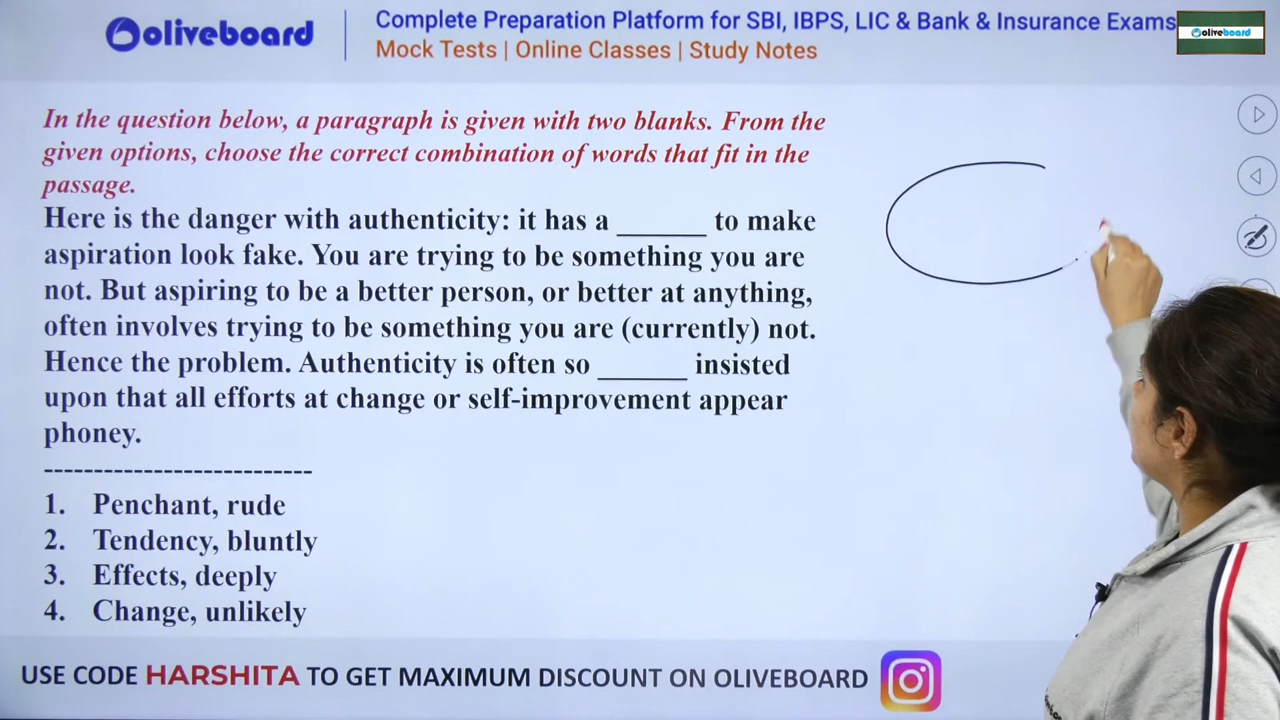 oliveboard
Complete Preparation Platform for SBI, IBPS, LIC & Bank & Insurance Exams
Mock Tests | Online Classes | Study Notes
oliveboard
In the question below, a paragraph is given with two blanks. From the
given options, choose the correct combination of words that fit in the
passage.
Here is the danger with authenticity: it has a _______ to make
aspiration look fake. You are trying to be something you are
not. But aspiring to be a better person, or better at anything,
often involves trying to be something you are (currently) not.
Hence the problem. Authenticity is often so _______ insisted
upon that all efforts at change or self-improvement appear
phoney.
---------------------------
1. Penchant, rude
2. Tendency, bluntly
3. Effects, deeply
4. Change, unlikely
USE CODE HARSHITA TO GET MAXIMUM DISCOUNT ON OLIVEBOARD